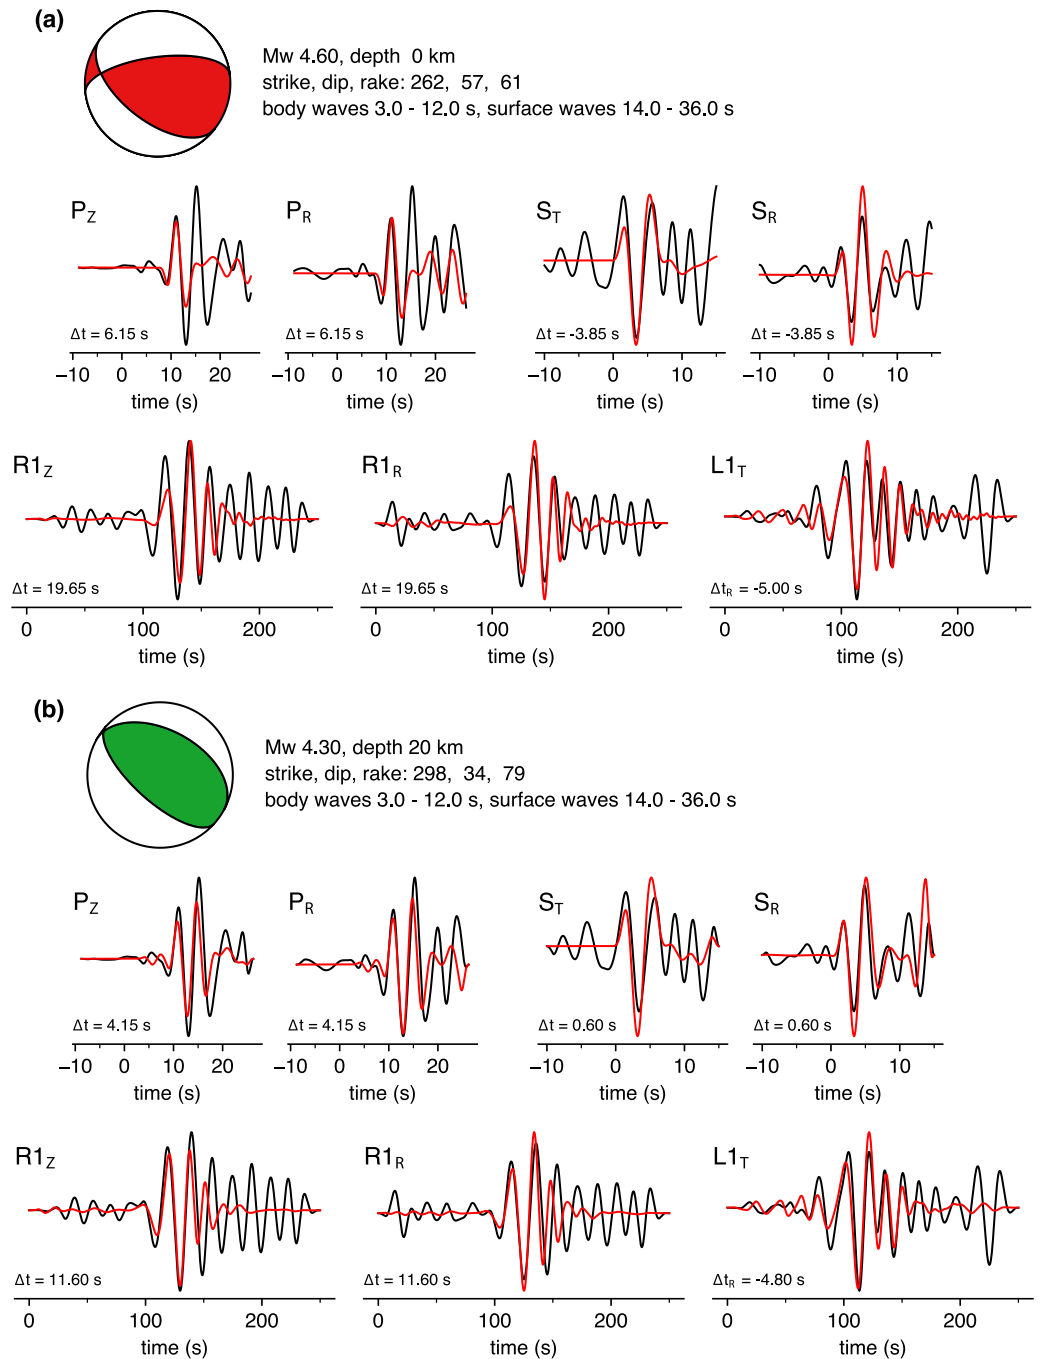 (a)
Mw 4.60, depth 0 km
strike, dip, rake: 262, 57, 61
body waves 3.0 - 12.0 s, surface waves 14.0 - 36.0 s
PZ PR ST SR
Δt = 6.15 s Δt = 6.15 s Δt = -3.85 s Δt = -3.85 s
−10 0 10 20 −10 0 10 20 −10 0 10 −10 0 10
time (s) time (s) time (s) time (s)
R1Z R1R L1T
Δt = 19.65 s Δt = 19.65 s ΔtR = -5.00 s
0 100 200 0 100 200 0 100 200
time (s) time (s) time (s)
(b)
Mw 4.30, depth 20 km
strike, dip, rake: 298, 34, 79
body waves 3.0 - 12.0 s, surface waves 14.0 - 36.0 s
PZ PR ST SR
Δt = 4.15 s Δt = 4.15 s Δt = 0.60 s Δt = 0.60 s
−10 0 10 20 −10 0 10 20 −10 0 10 −10 0 10
time (s) time (s) time (s) time (s)
R1Z R1R L1T
Δt = 11.60 s Δt = 11.60 s ΔtR = -4.80 s
0 100 200 0 100 200 0 100 200
time (s) time (s) time (s)